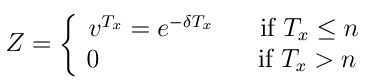 Z = { v^{T_x} = e^{-δT_x} if T_x ≤ n
0 if T_x > n